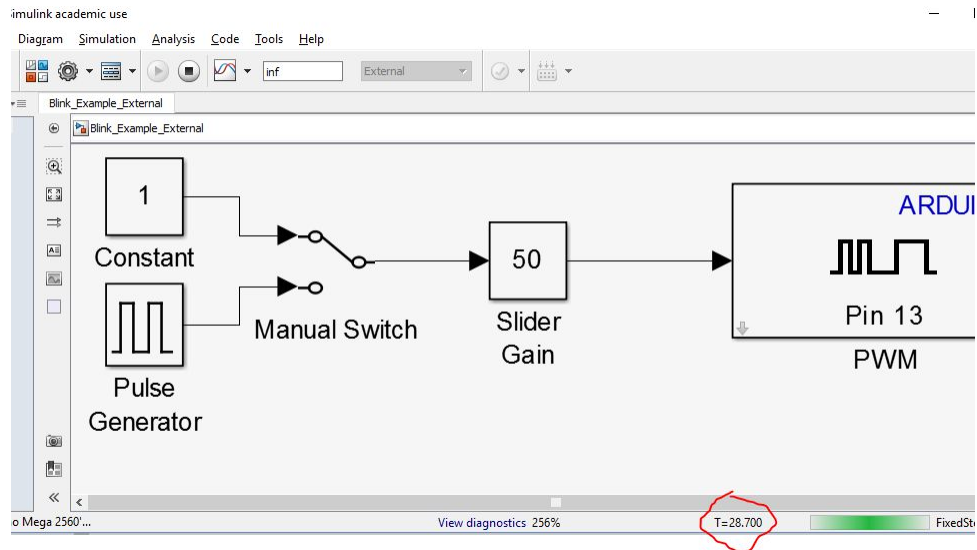 Simulink academic use
Diagram Simulation Analysis Code Tools Help
inf External
Blink_Example_External
Blink_Example_External
1
Constant
Pulse
Generator
Manual Switch
50
Slider
Gain
ARDUI
Pin 13
PWM
o Mega 2560'... View diagnostics 256% T=28.700 FixedSte